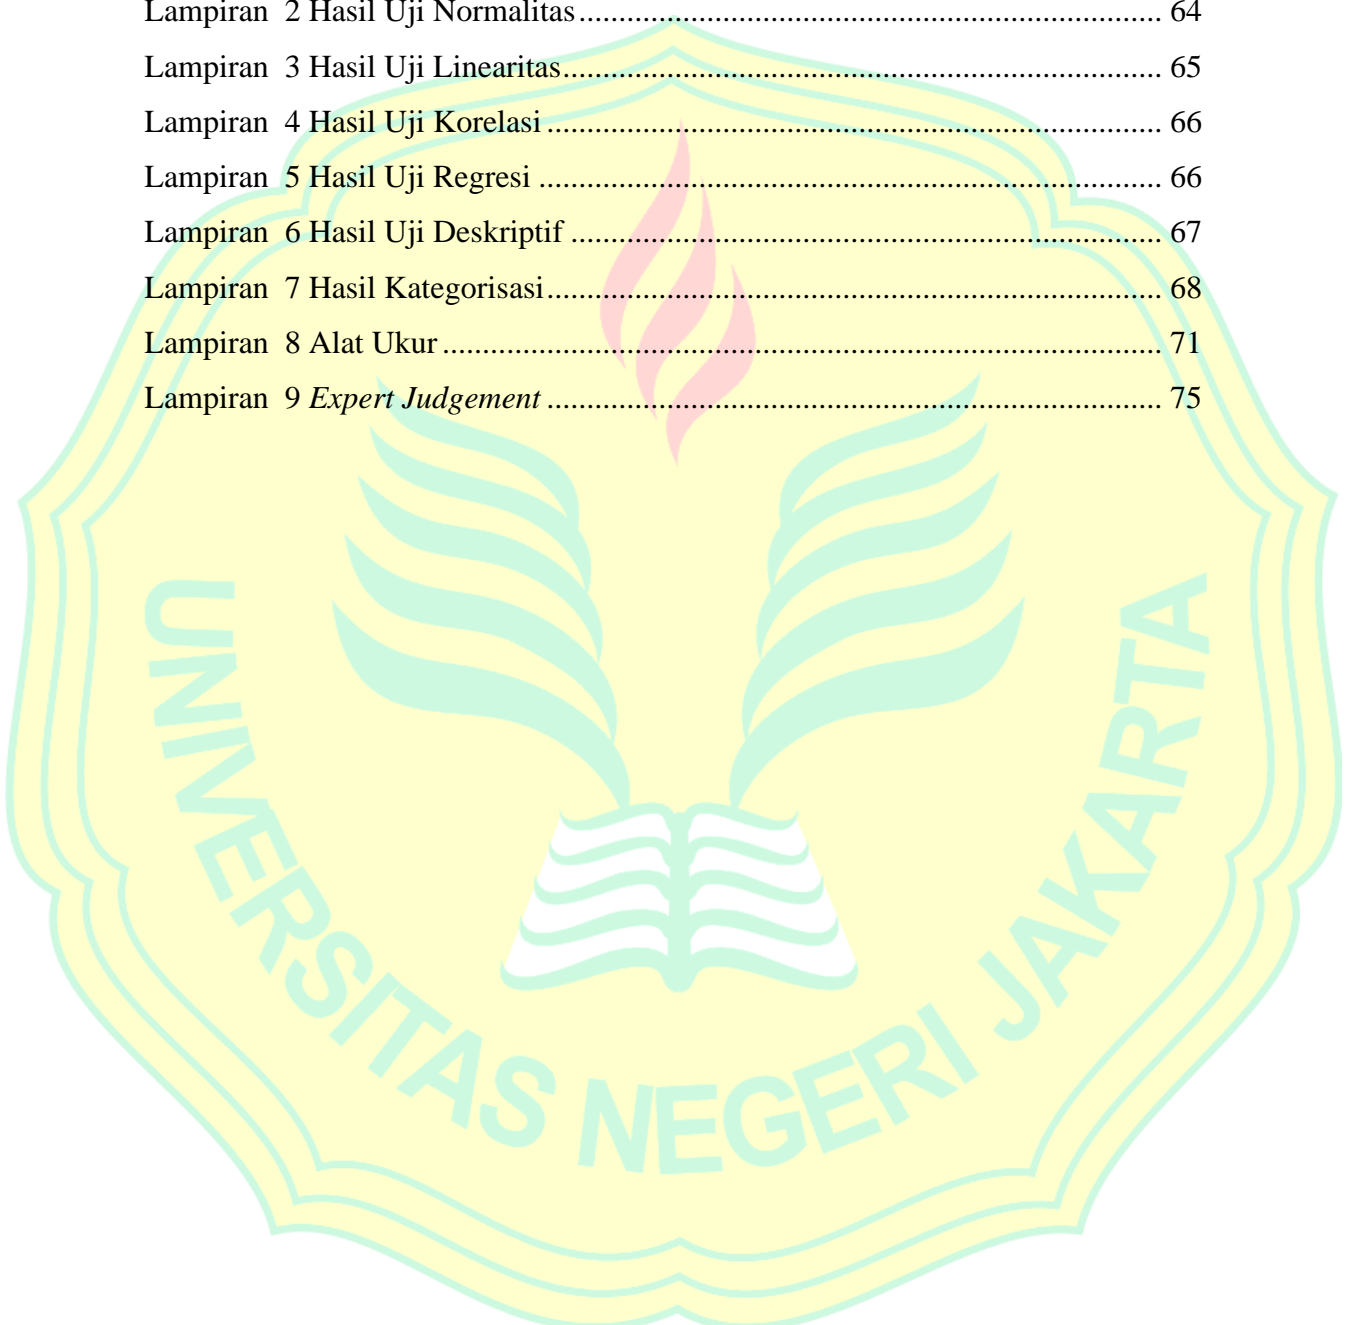 Lampiran  2 Hasil Uji Normalitas........................................................................ 64
Lampiran  3 Hasil Uji Linearitas.......................................................................... 65
Lampiran  4 Hasil Uji Korelasi ............................................................................ 66
Lampiran  5 Hasil Uji Regresi ............................................................................. 66
Lampiran  6 Hasil Uji Deskriptif ......................................................................... 67
Lampiran  7 Hasil Kategorisasi............................................................................ 68
Lampiran  8 Alat Ukur ......................................................................................... 71
Lampiran  9 Expert Judgement ............................................................................ 75
UNIVERSITAS NEGERI JAKARTA